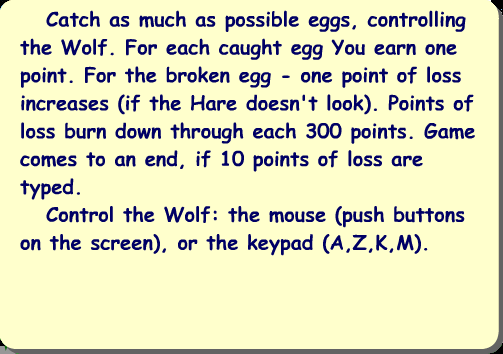 Catch as much as possible eggs, controlling
the Wolf. For each caught egg You earn one
point. For the broken egg - one point of loss
increases (if the Hare doesn't look). Points of
loss burn down through each 300 points. Game
comes to an end, if 10 points of loss are
typed.
Control the Wolf: the mouse (push buttons
on the screen), or the keypad (A,Z,K,M).